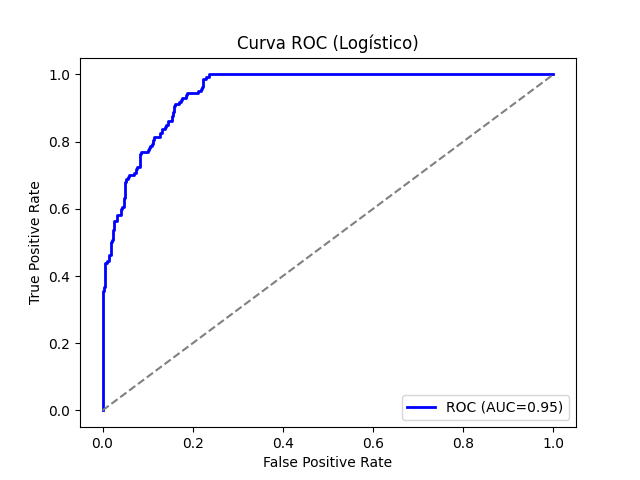 Curva ROC (Logístico)
1.0
0.8
0.6
0.4
0.2
0.0
True Positive Rate
ROC (AUC=0.95)
0.0 0.2 0.4 0.6 0.8 1.0
False Positive Rate